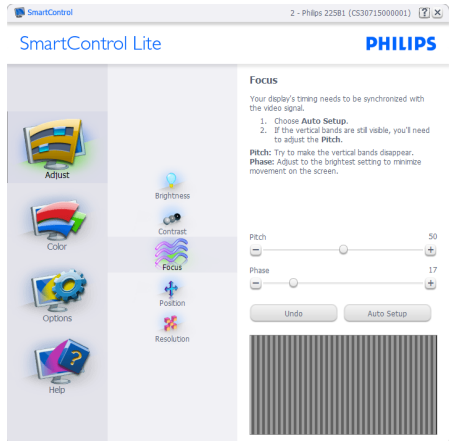 SmartControl
2 - Philips 225B1 (CS30715000001)
SmartControl Lite
PHILIPS
Adjust
Color
Options
Help
Brightness
Contrast
Focus
Position
Resolution
Focus
Your display's timing needs to be synchronized with
the video signal.
1. Choose Auto Setup.
2. If the vertical bands are still visible, you'll need
to adjust the Pitch.
Pitch: Try to make the vertical bands disappear.
Phase: Adjust to the brightest setting to minimize
movement on the screen.
Pitch 50
Phase 17
Undo Auto Setup